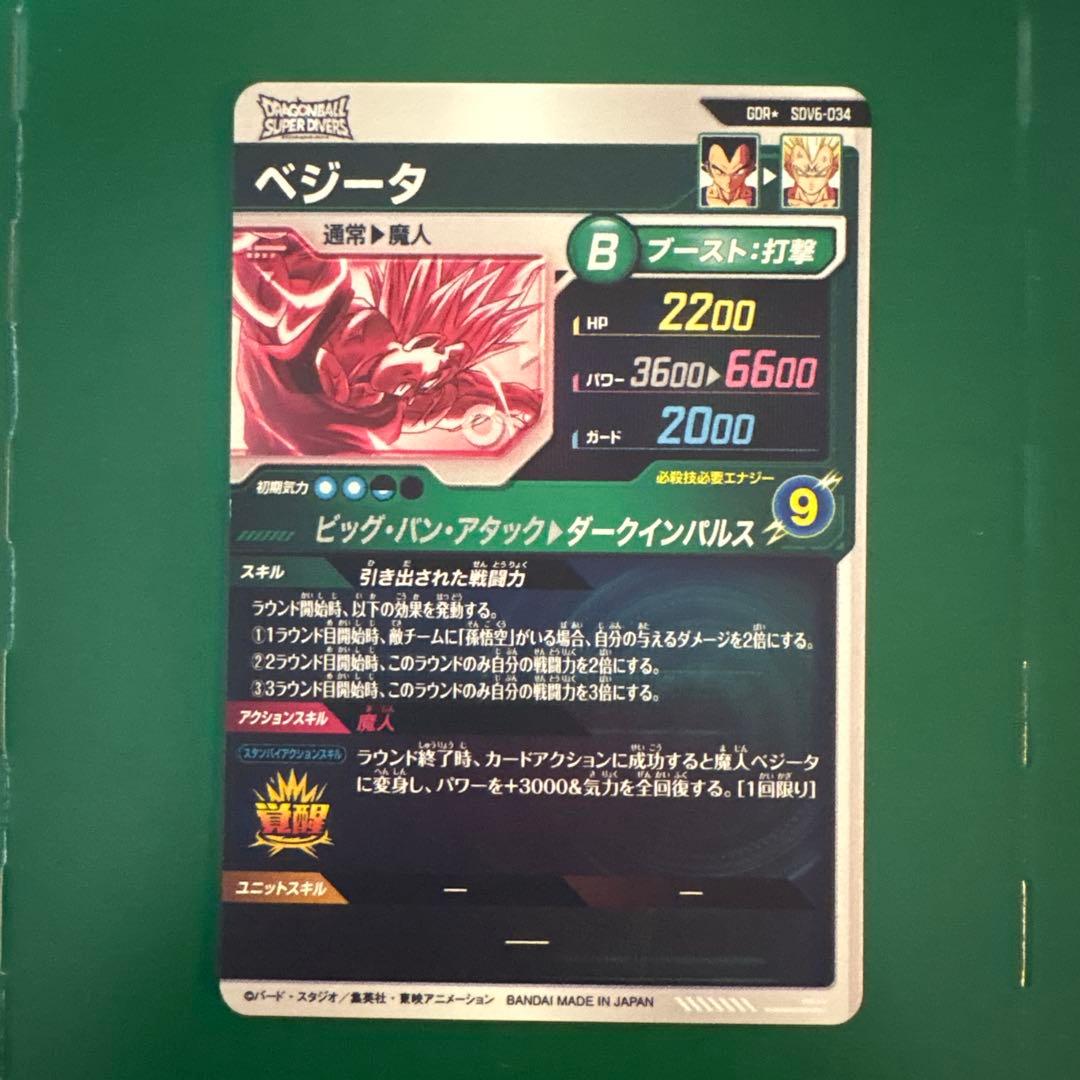 DRAGONBALL
SUPER DIVERS
GDR★ SDV6-034
ベジータ
通常▶魔人
B ブースト:打撃
HP 2200
パワー 3600▶6600
ガード 2000
初期気力
必殺技必要エナジー
9
ビッグ・バン・アタック▶ダークインパルス
スキル 引き出された戦闘力
ラウンド開始時、以下の効果を発動する。
①1ラウンド目開始時、敵チームに「孫悟空」がいる場合、自分の与えるダメージを2倍にする。
②2ラウンド目開始時、このラウンドのみ自分の戦闘力を2倍にする。
③3ラウンド目開始時、このラウンドのみ自分の戦闘力を3倍にする。
アクションスキル 魔人
スタンバイアクションスキル
覚醒
ラウンド終了時、カードアクションに成功すると魔人ベジータ
に変身し、パワーを+3000&気力を全回復する。[1回限り]
ユニットスキル ― ―
―
©バード・スタジオ/集英社・東映アニメーション BANDAI MADE IN JAPAN